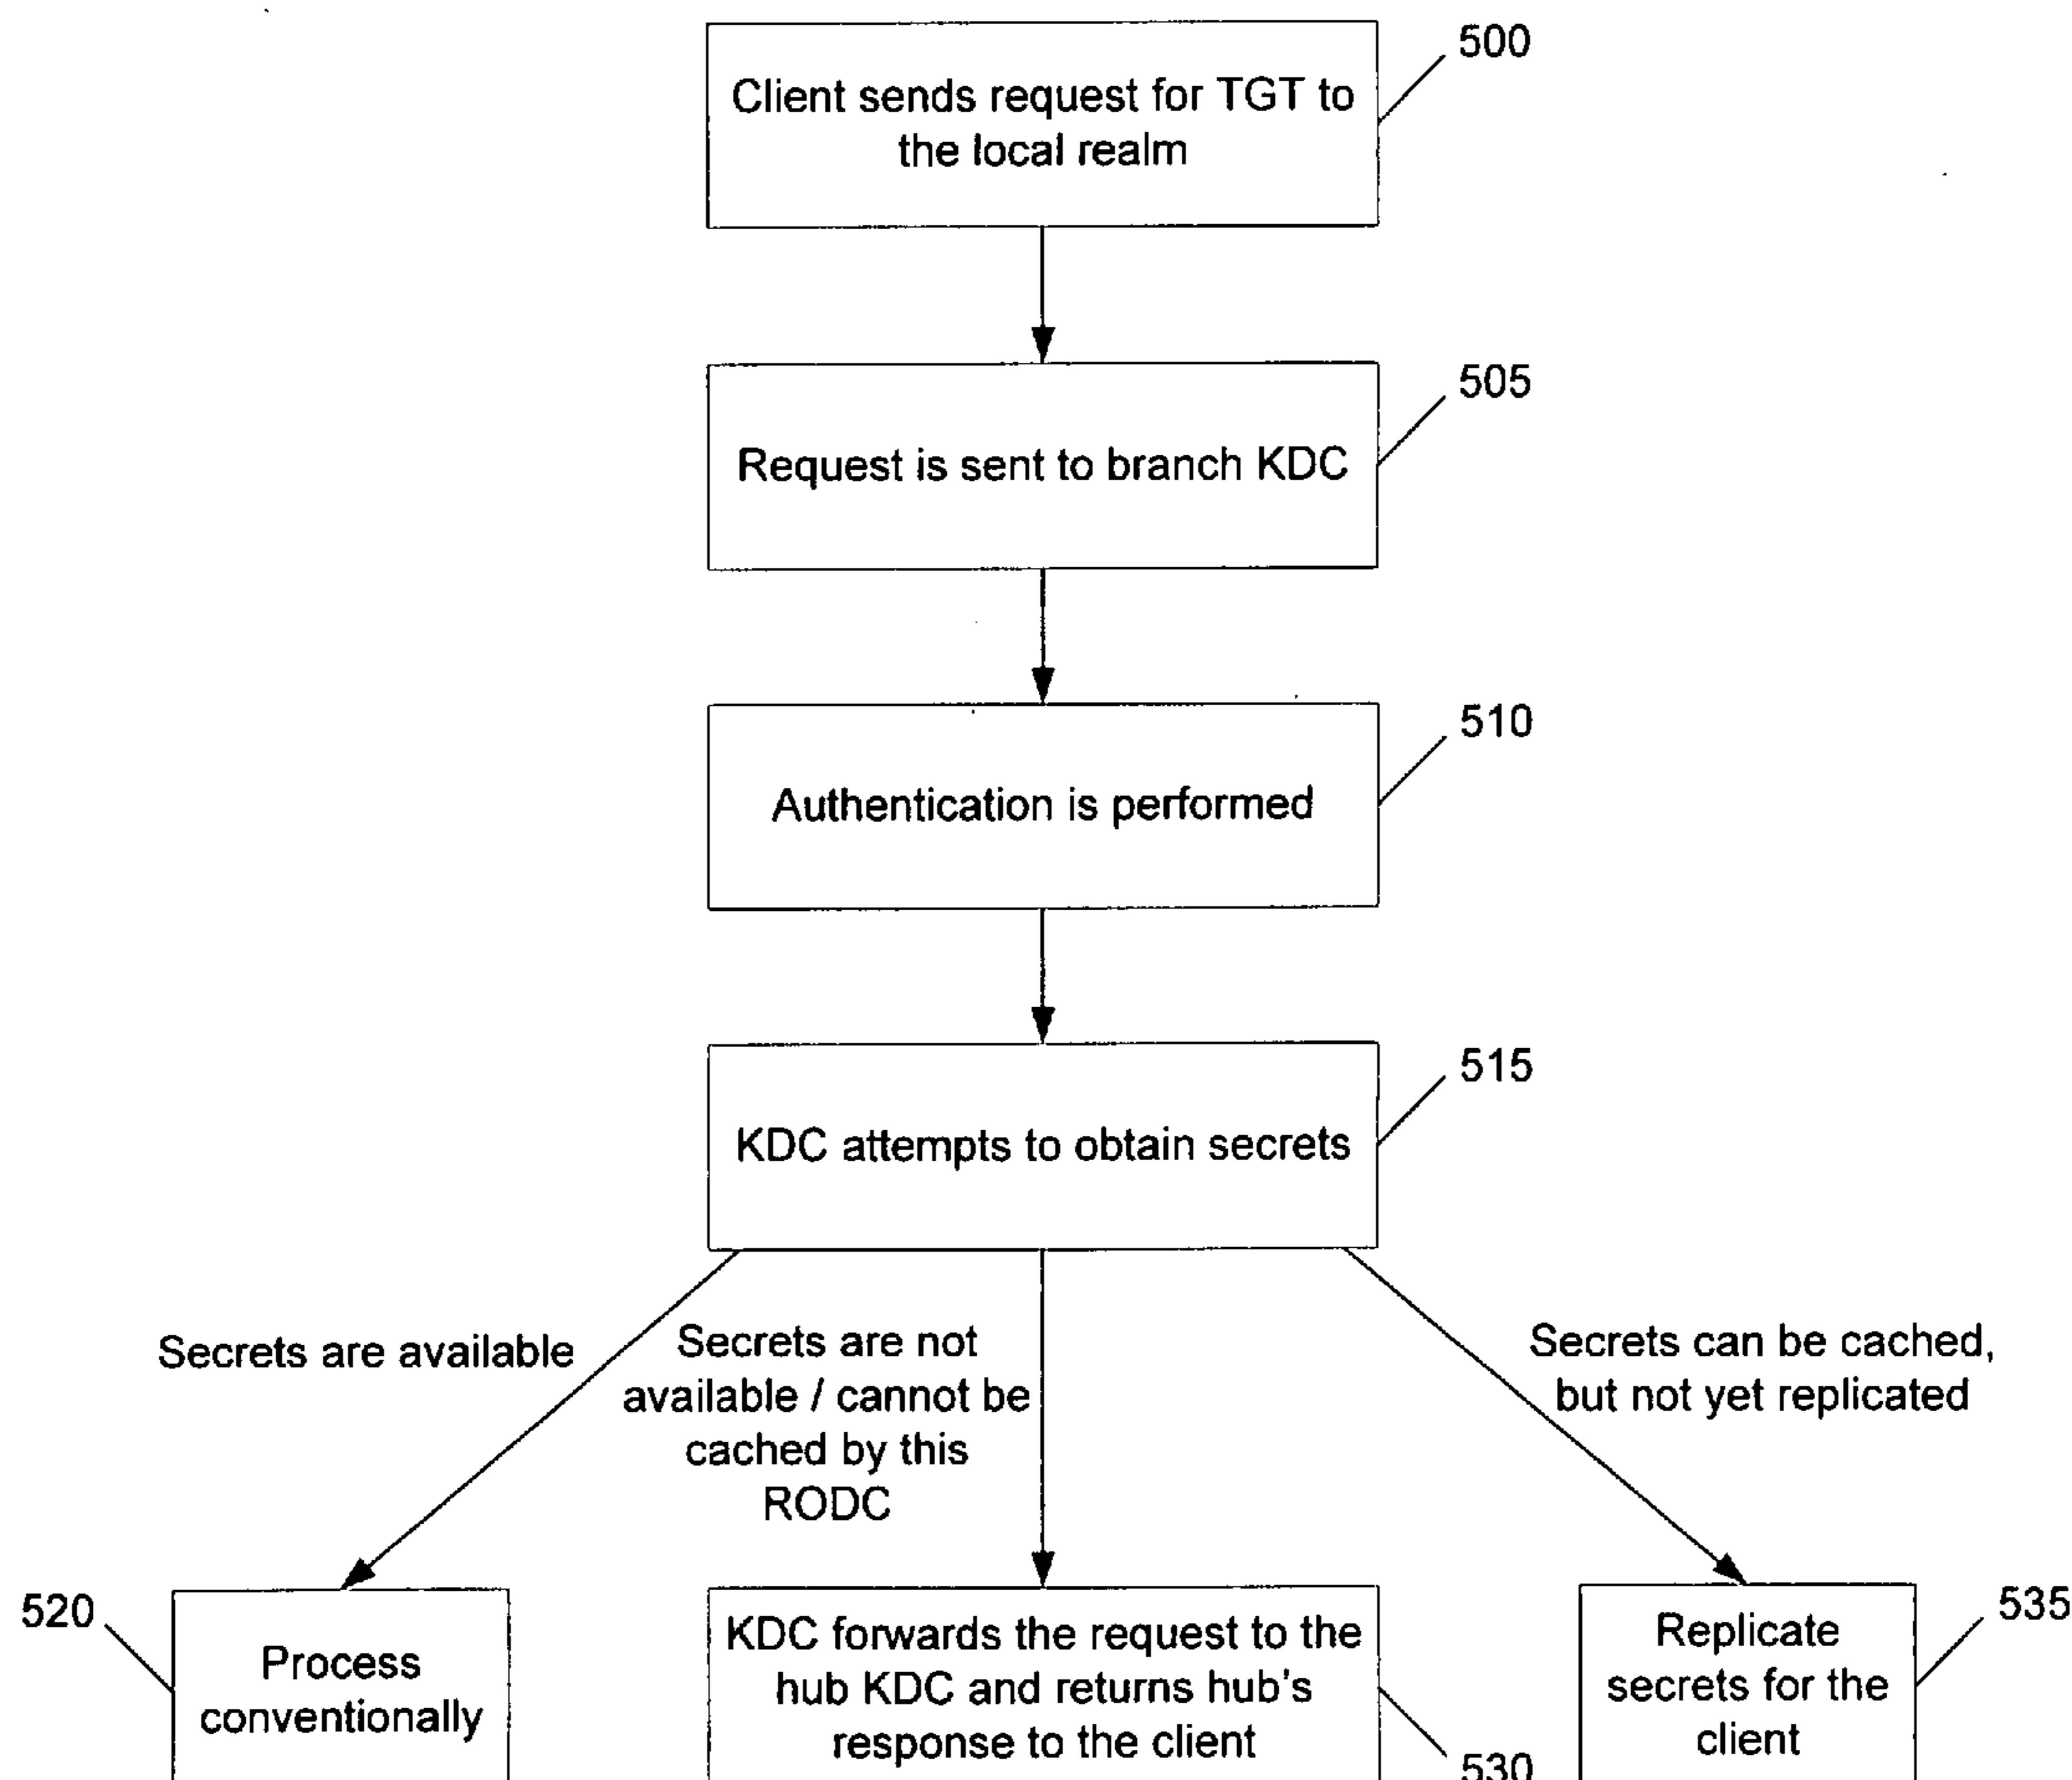 500
Client sends request for TGT to
the local realm
505
Request is sent to branch KDC
510
Authentication is performed
515
KDC attempts to obtain secrets
Secrets are available
Secrets are not
available / cannot be
cached by this
RODC
Secrets can be cached,
but not yet replicated
520
Process
conventionally
KDC forwards the request to the
hub KDC and returns hub's
response to the client
530
Replicate
secrets for the
client
535